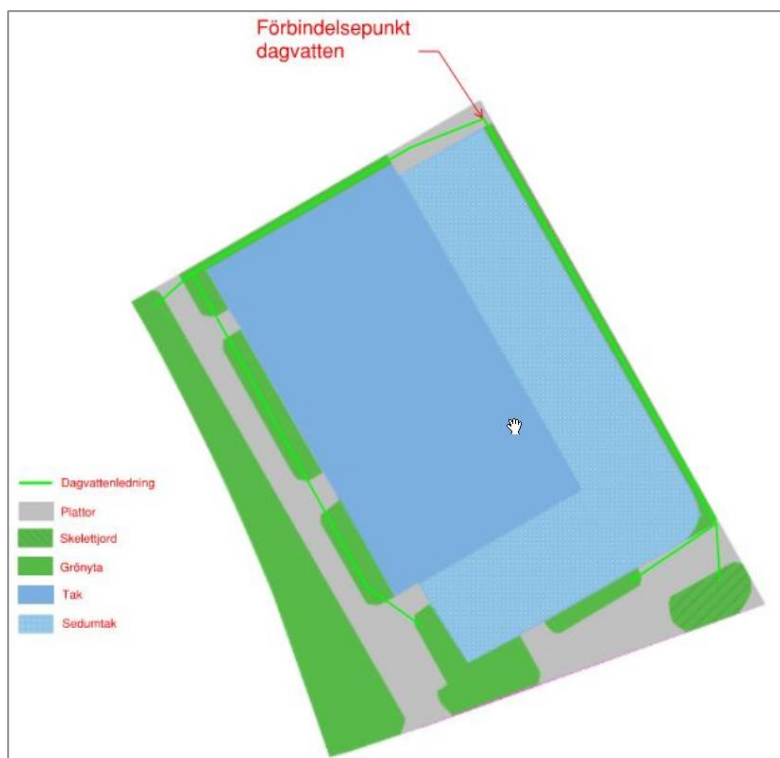 Förbindelsepunkt
dagvatten
Dagvattenledning
Plattor
Skelettjord
Grönyta
Tak
Sedumtak